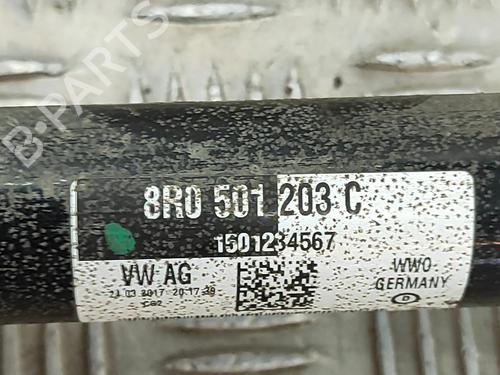 B-PARTS
8R0 501 203 C
1501234567
VW AG
WWO
GERMANY
D